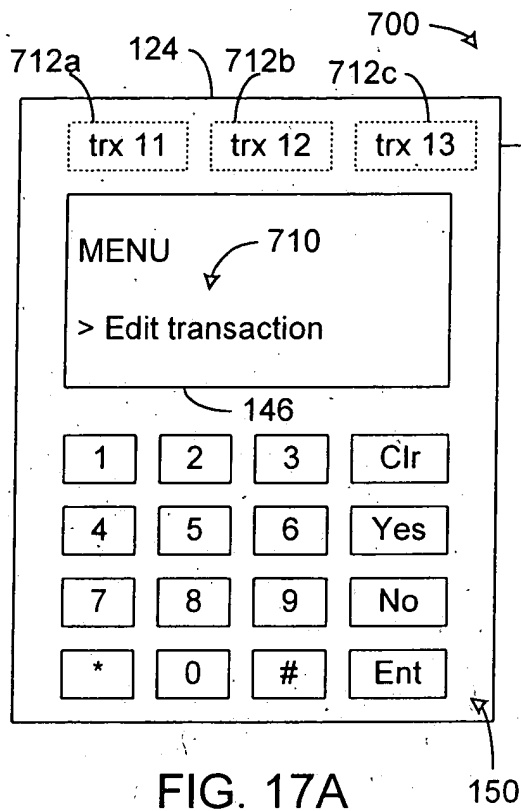 700
712a 124 712b 712c
trx 11 trx 12 trx 13
MENU 710
> Edit transaction
146
1 2 3 Clr
4 5 6 Yes
7 8 9 No
* 0 # Ent
FIG. 17A 150